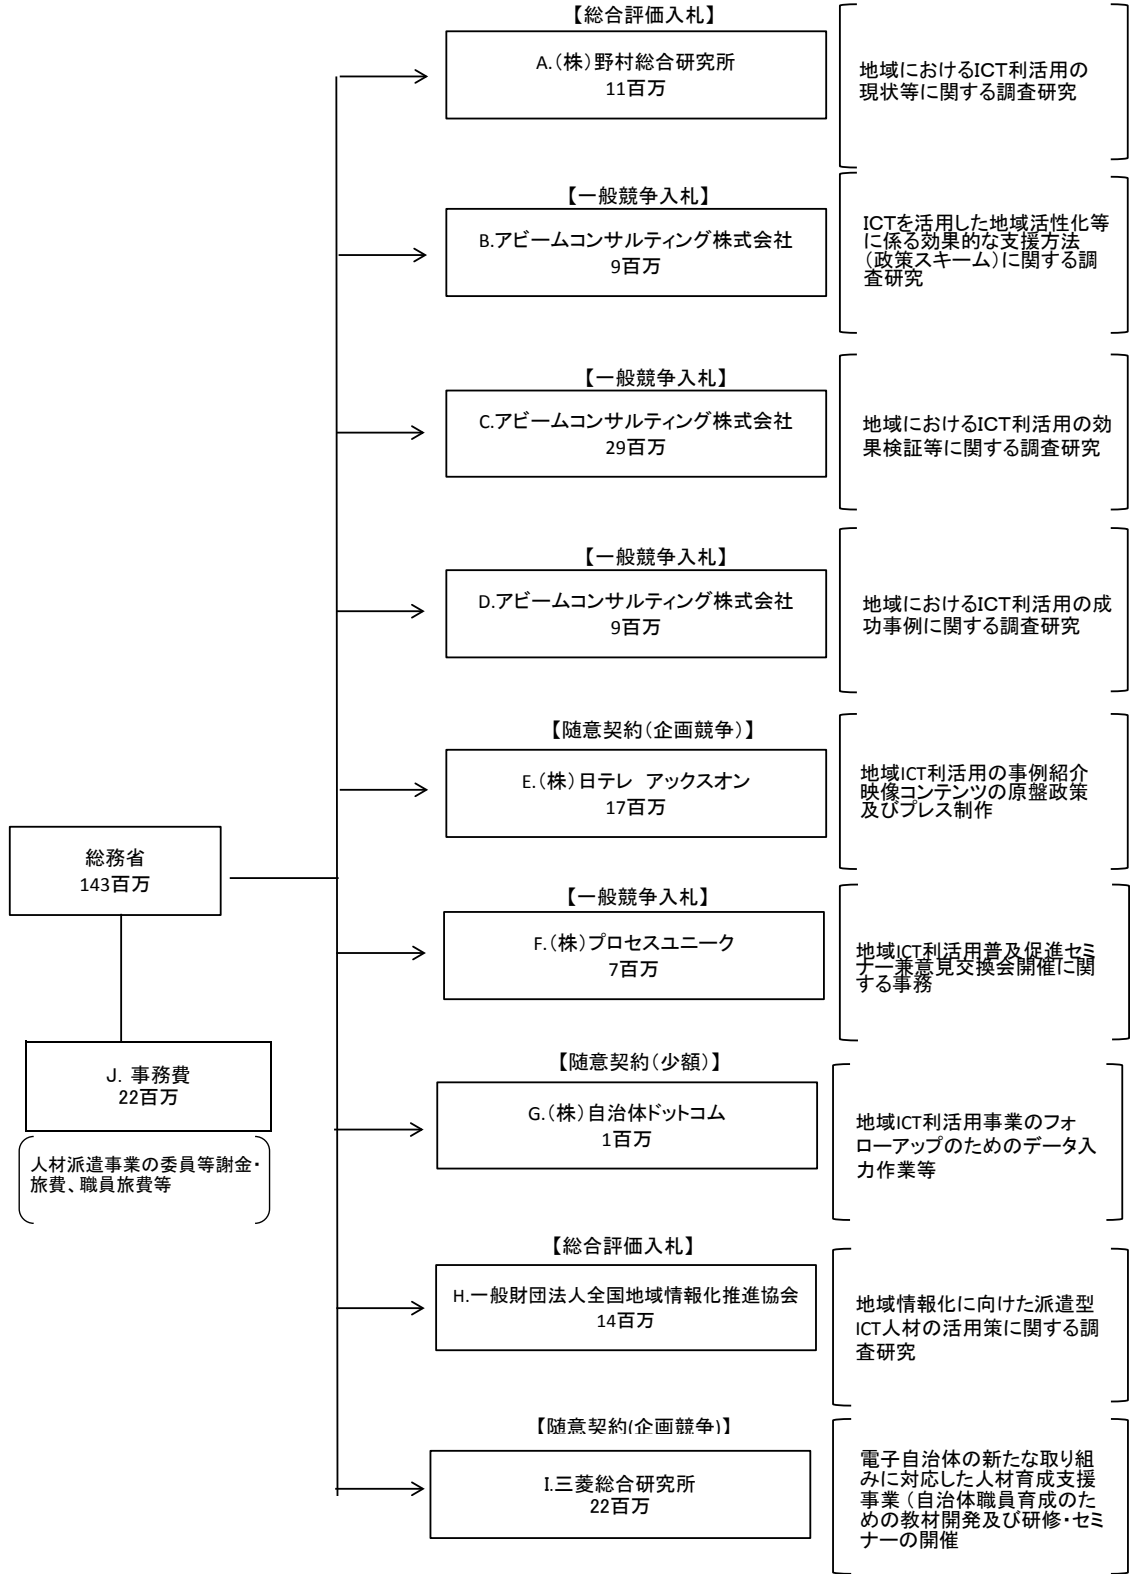 【総合評価入札】
A.（株）野村総合研究所
11百万
地域におけるICT利活用の
現状等に関する調査研究
【一般競争入札】
B.アビームコンサルティング株式会社
9百万
ICTを活用した地域活性化等
に係る効果的な支援方法
（政策スキーム）に関する調
査研究
【一般競争入札】
C.アビームコンサルティング株式会社
29百万
地域におけるICT利活用の効
果検証等に関する調査研究
【一般競争入札】
D.アビームコンサルティング株式会社
9百万
地域におけるICT利活用の成
功事例に関する調査研究
【随意契約（企画競争）】
E.（株）日テレ　アックスオン
17百万
地域ICT利活用の事例紹介
映像コンテンツの原盤政策
及びプレス制作
総務省
143百万
【一般競争入札】
F.（株）プロセスユニーク
7百万
地域ICT利活用普及促進セミ
ナー兼意見交換会開催に関
する事務
J. 事務費
22百万
人材派遣事業の委員等謝金・
旅費、職員旅費等
【随意契約（少額）】
G.（株）自治体ドットコム
1百万
地域ICT利活用事業のフォ
ローアップのためのデータ入
力作業等
【総合評価入札】
H.一般財団法人全国地域情報化推進協会
14百万
地域情報化に向けた派遣型
ICT人材の活用策に関する調
査研究
【随意契約(企画競争)】
I.三菱総合研究所
22百万
電子自治体の新たな取り組
みに対応した人材育成支援
事業（自治体職員育成のた
めの教材開発及び研修・セミ
ナーの開催